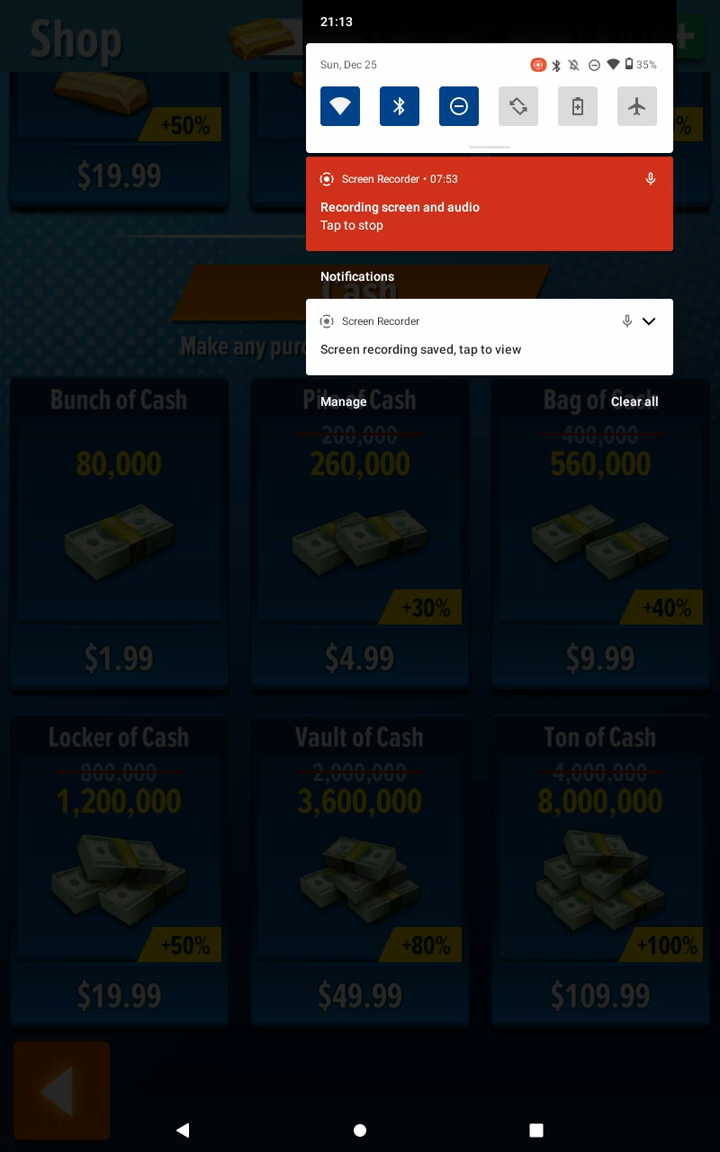 21:13
Shop
Sun, Dec 25
35%
+50%
$19.99
Screen Recorder • 07:53
Recording screen and audio
Tap to stop
Notifications
Cash
Screen Recorder
Screen recording saved, tap to view
Make any
Manage
Clear all
Bunch of Cash
80,000
$1.99
Pile of Cash
200,000
260,000
+30%
$4.99
Bag of Cash
400,000
560,000
+40%
$9.99
Locker of Cash
800,000
1,200,000
+50%
$19.99
Vault of Cash
2,000,000
3,600,000
+80%
$49.99
Ton of Cash
4,000,000
8,000,000
+100%
$109.99